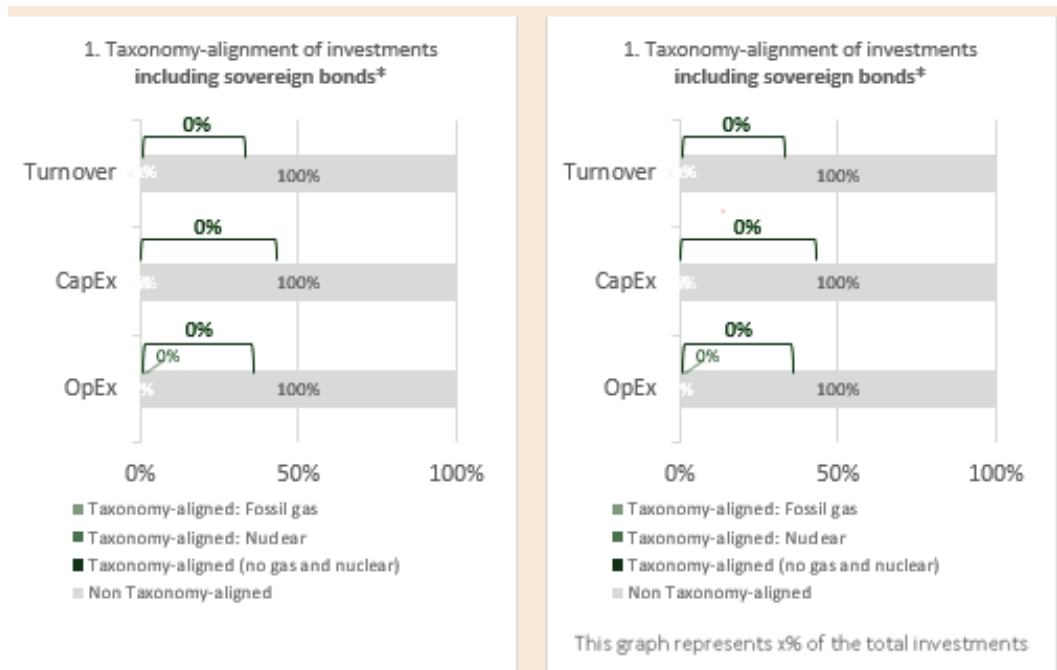 1. Taxonomy-alignment of investments
including sovereign bonds*
0%
Turnover
100%
0%
CapEx
100%
0%
0%
OpEx
%
100%
0%
50%
100%
Taxonomy-aligned: Fossil gas
Taxonomy-aligned: Nuclear
Taxonomy-aligned (no gas and nuclear)
Non Taxonomy-aligned
1. Taxonomy-alignment of investments
including sovereign bonds*
0%
Turnover
100%
0%
CapEx
100%
0%
0%
OpEx
%
100%
0%
50%
100%
Taxonomy-aligned: Fossil gas
Taxonomy-aligned: Nuclear
Taxonomy-aligned (no gas and nuclear)
Non Taxonomy-aligned
This graph represents x% of the total investments